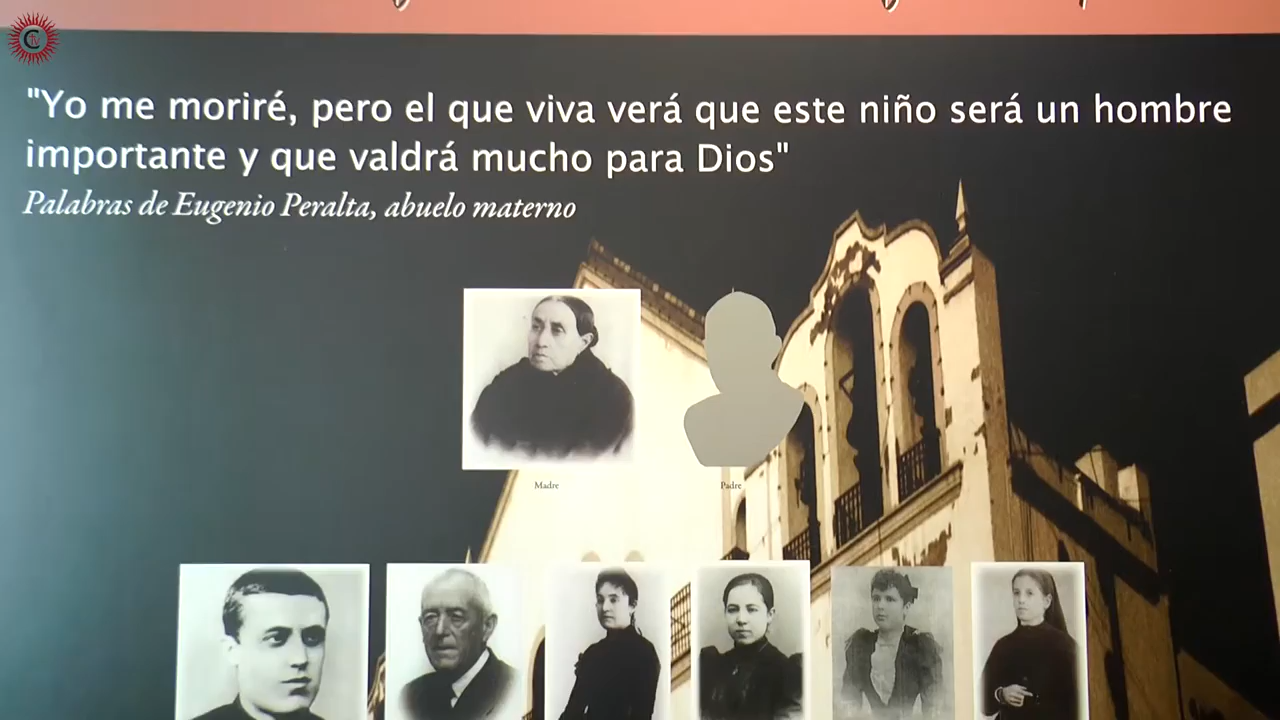 "Yo me moriré, pero el que viva verá que este niño será un hombre
importante y que valdrá mucho para Dios"
Palabras de Eugenio Peralta, abuelo materno
Madre
Padre